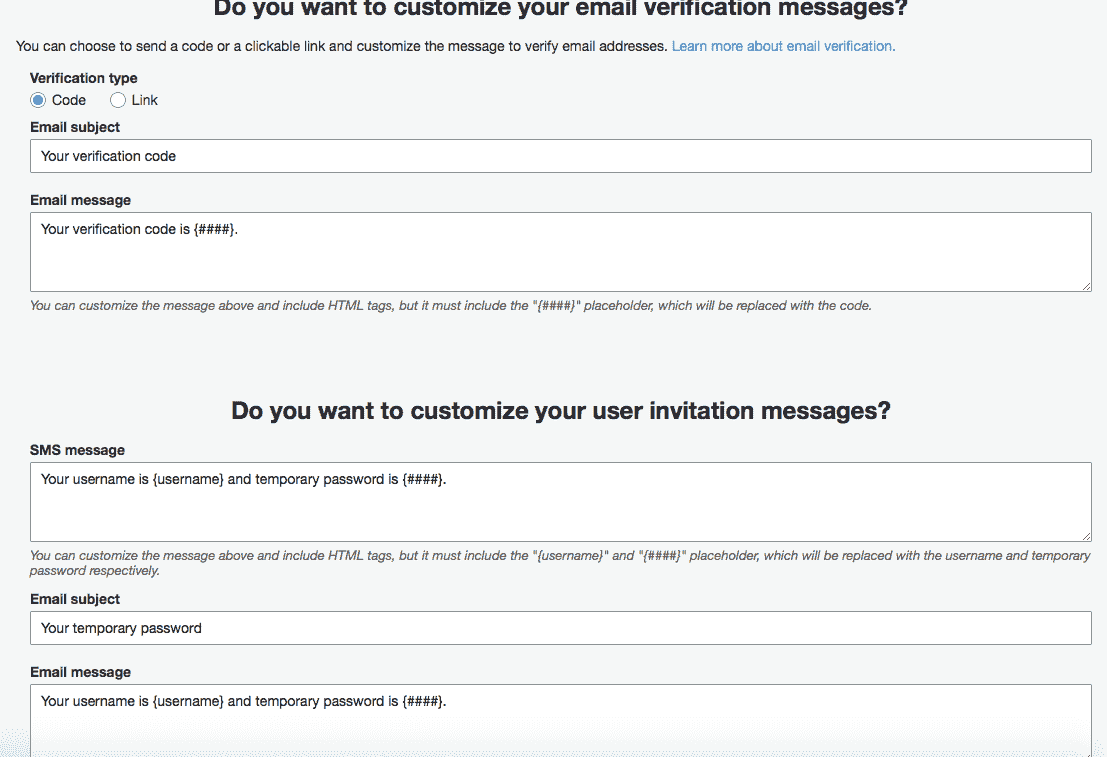 Do you want to customize your email verification messages?
You can choose to send a code or a clickable link and customize the message to verify email addresses. Learn more about email verification.
Verification type
Code Link
Email subject
Your verification code
Email message
Your verification code is {####}.
You can customize the message above and include HTML tags, but it must include the "{####}" placeholder, which will be replaced with the code.
Do you want to customize your user invitation messages?
SMS message
Your username is {username} and temporary password is {####}.
You can customize the message above and include HTML tags, but it must include the "{username}" and "{####}" placeholder, which will be replaced with the username and temporary
password respectively.
Email subject
Your temporary password
Email message
Your username is {username} and temporary password is {####}.